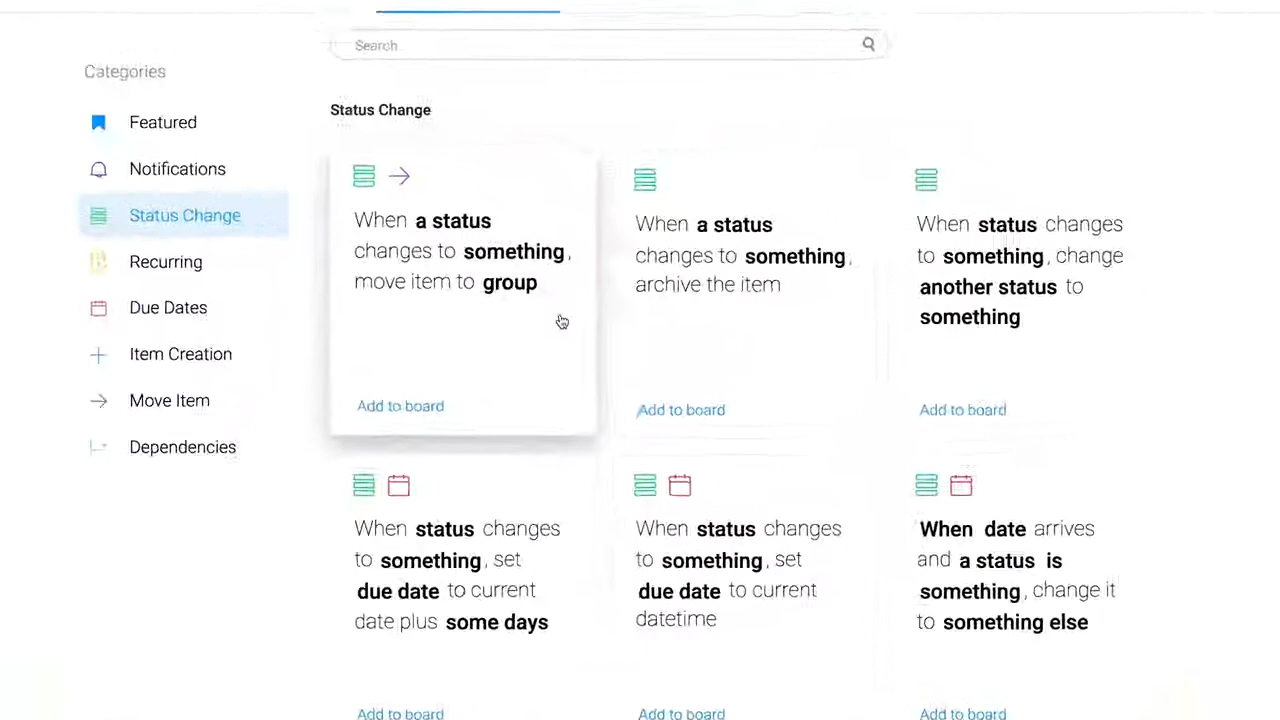 Search
Categories
Featured
Notifications
Status Change
Recurring
Due Dates
Item Creation
Move Item
Dependencies
Status Change
When a status
changes to something,
move item to group
Add to board
When a status
changes to something,
archive the item
Add to board
When status changes
to something, change
another status to
something
Add to board
When status changes
to something, set
due date to current
date plus some days
Add to board
When status changes
to something, set
due date to current
datetime
Add to board
When date arrives
and a status is
something, change it
to something else
Add to board